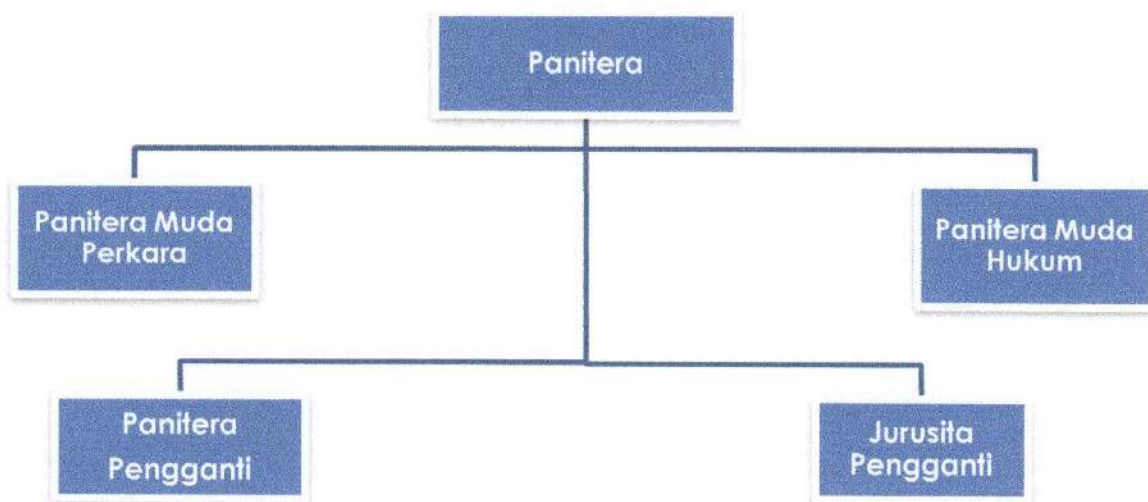 Panitera
Panitera Muda
Perkara
Panitera Muda
Hukum
Panitera
Pengganti
Jurusita
Pengganti